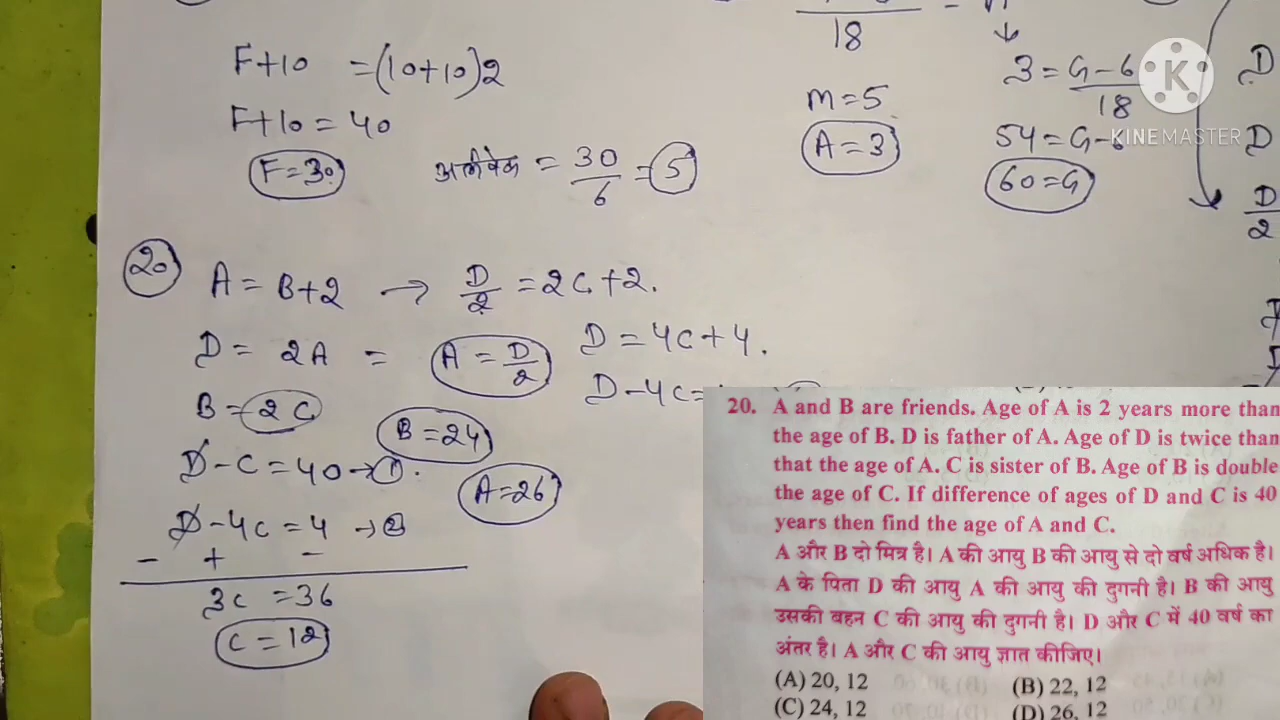 F+10 = (10+10)2
F+10 = 40
F=30
= 30/6 = 5
18
M=5
A=3
3 = G-6/18
54 = G-6
60=G
KINEMASTER
D
D
D/2
20 A = B+2 → D/2 = 2C+2.
D = 2A = A = D/2
D = 4C+4.
B = 2C
D-4C=
B=24
D-C = 40 → 1.
A=26
D-4C = 4 → 2
- + -
3C = 36
C = 12
20. A and B are friends. Age of A is 2 years more than
the age of B. D is father of A. Age of D is twice than
that the age of A. C is sister of B. Age of B is double
the age of C. If difference of ages of D and C is 40
years then find the age of A and C.
A और B दो मित्र है। A की आयु B की आयु से दो वर्ष अधिक है।
A के पिता D की आयु A की आयु की दुगनी है। B की आयु
उसकी बहन C की आयु की दुगनी है। D और C में 40 वर्ष का
अंतर है। A और C की आयु ज्ञात कीजिए।
(A) 20, 12 (B) 22, 12
(C) 24, 12 (D) 26, 12